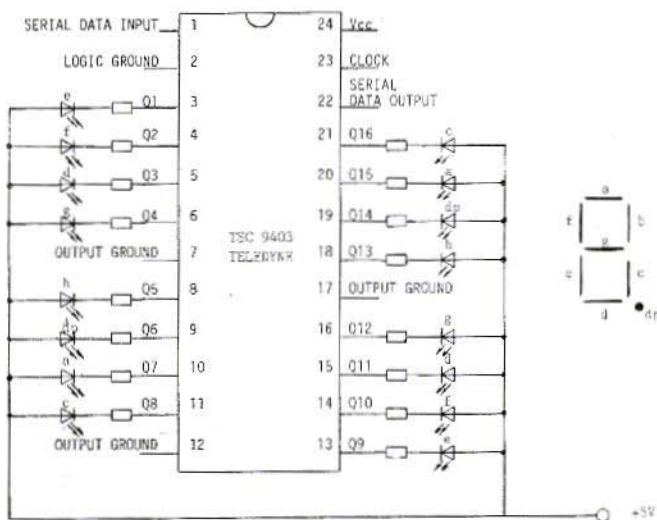 SERIAL DATA INPUT 1 24 Vcc
LOGIC GROUND 2 23 CLOCK
SERIAL
DATA OUTPUT
22
e Q1 3
21 Q16 c
f Q2 4
20 Q15 a
d Q3 5
19 Q14 dp
g Q4 6
18 Q13 b
OUTPUT GROUND 7
17 OUTPUT GROUND
TSC 9403
TELEDYNE
Q5 8
16 Q12 g
dp Q6 9
15 Q11 d
a Q7 10
14 Q10 f
c Q8 11
13 Q9 e
OUTPUT GROUND 12
a
f b
g
e c
d dp
+5V